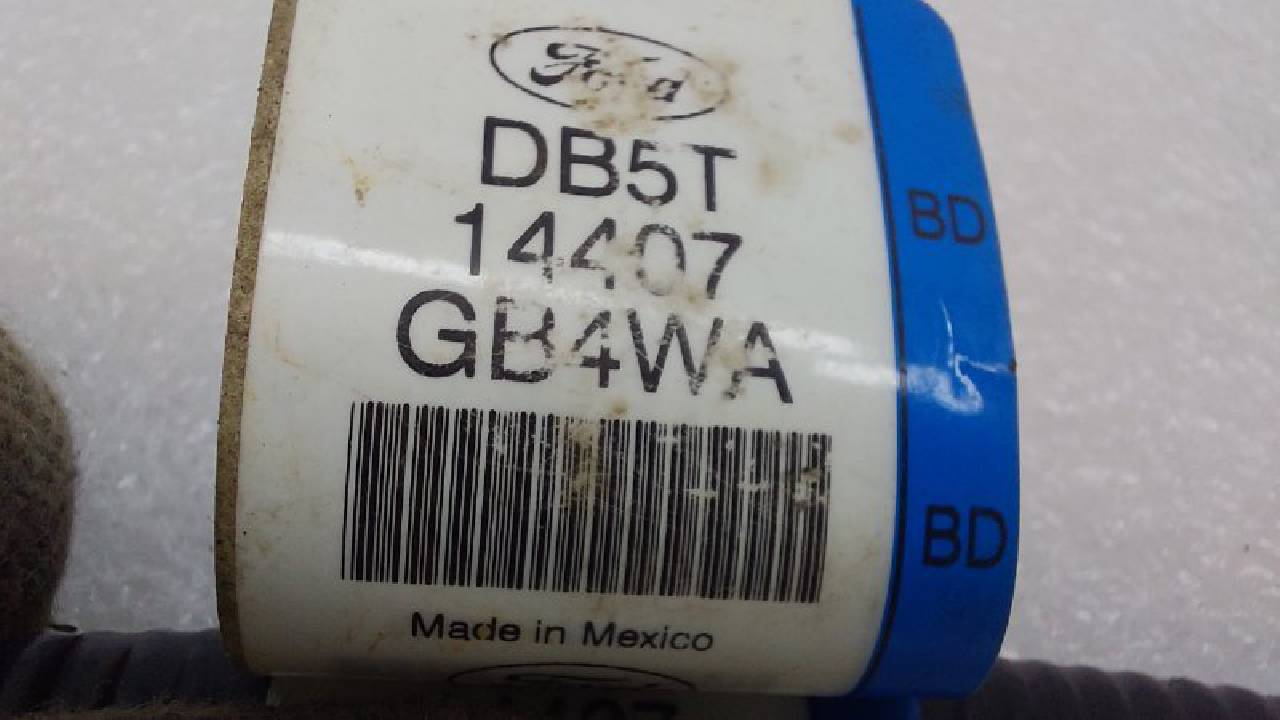 Ford
DB5T
14407
GB4WA
Made in Mexico
BD
BD